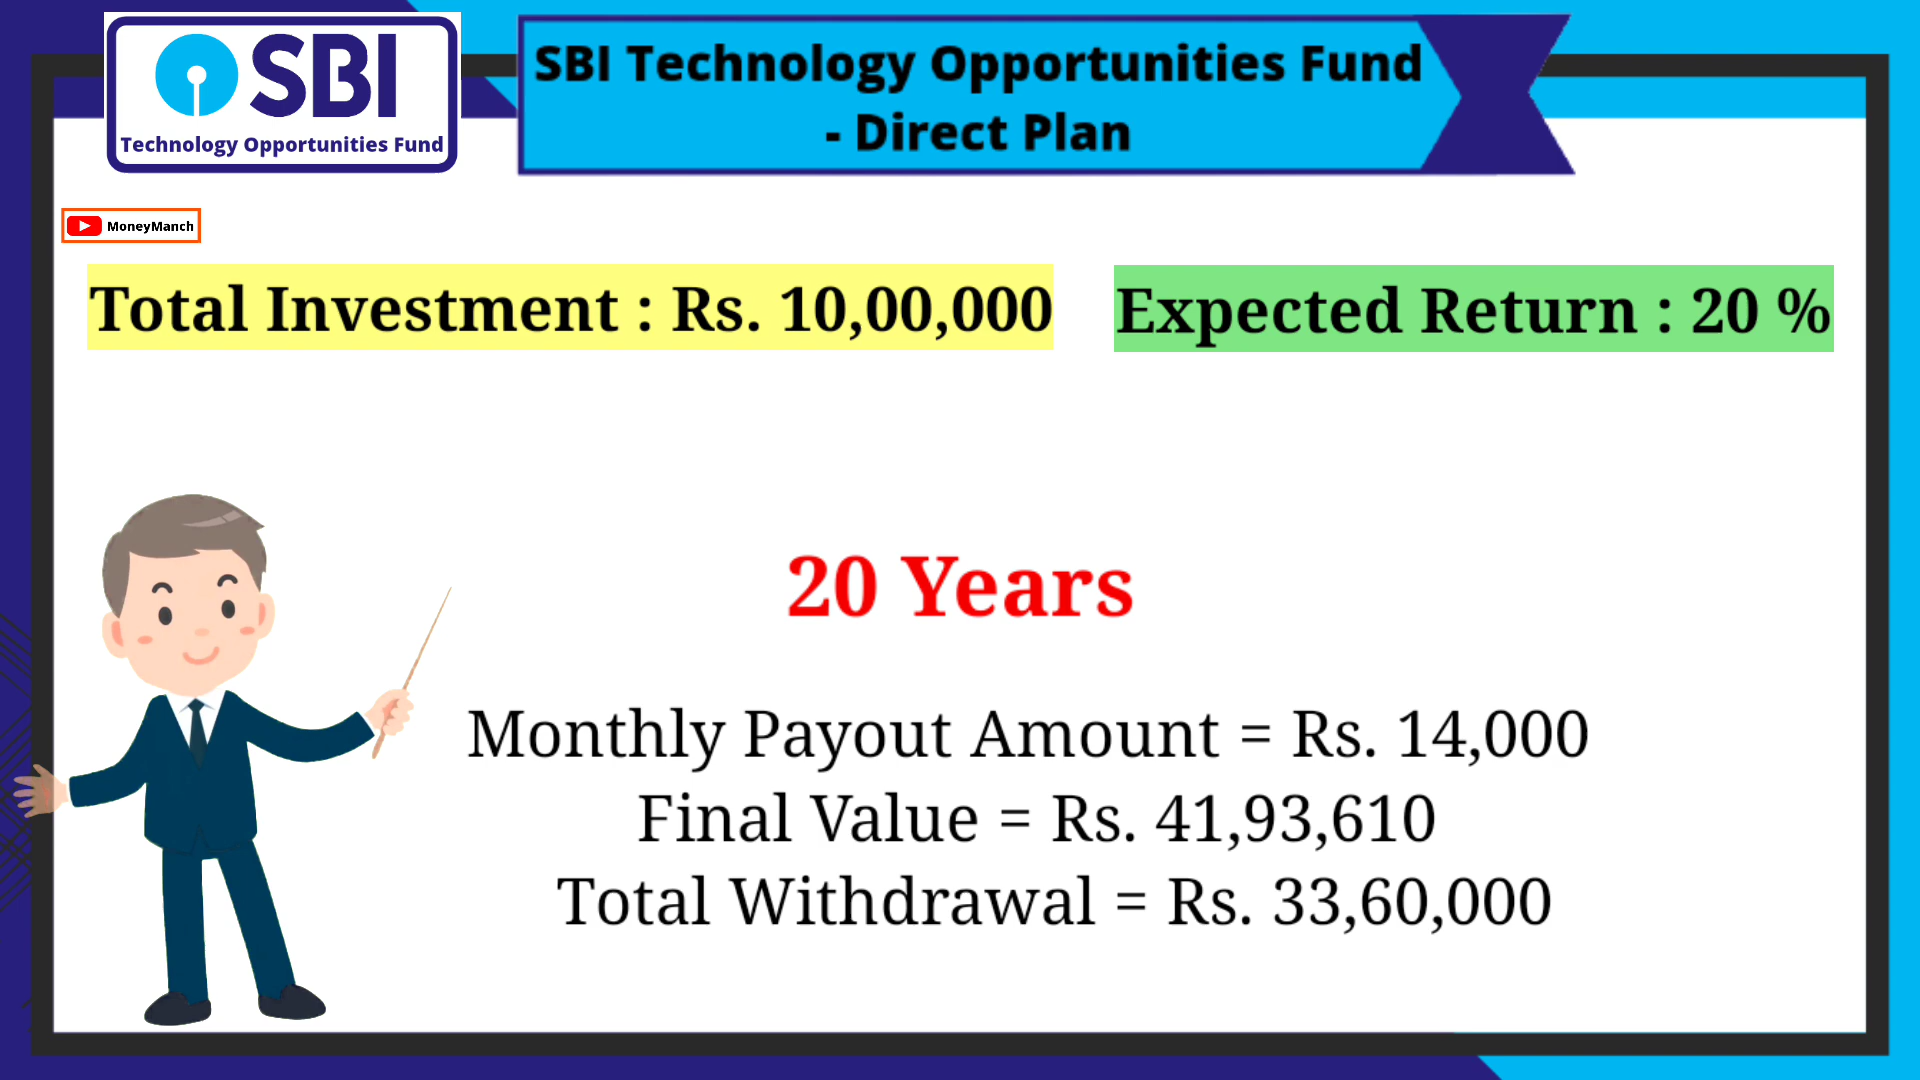 SBI
Technology Opportunities Fund
SBI Technology Opportunities Fund
- Direct Plan
MoneyManch
Total Investment : Rs. 10,00,000
Expected Return : 20 %
20 Years
Monthly Payout Amount = Rs. 14,000
Final Value = Rs. 41,93,610
Total Withdrawal = Rs. 33,60,000